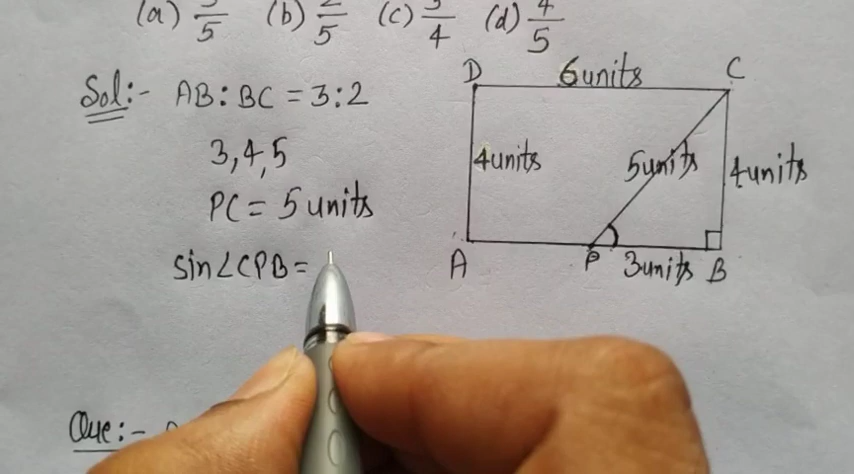 (a) 3/5 (b) 2/5 (c) 3/4 (d) 4/5
Sol:- AB:BC = 3:2
3,4,5
PC = 5 units
sin∠CPB =
D 6units C
4units 5units 4units
A P 3units B
Que:-